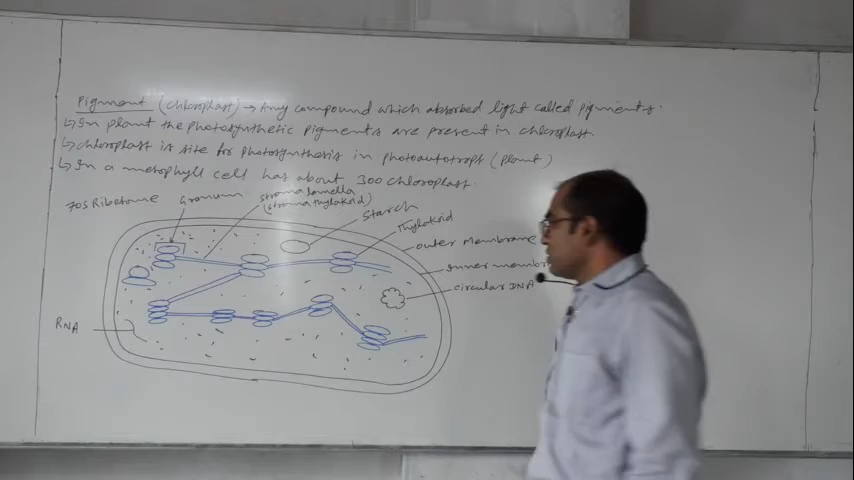 Pigment (chloroplast) → Any compound which absorbed light called pigments.
↳ In plant the photosynthetic pigments are present in chloroplast.
↳ chloroplast is site for photosynthesis in photoautotrops (plant)
↳ In a mesophyll cell has about 300 chloroplast.
70s Ribosome
Granum
stroma lamella
(stroma thylakoid)
Starch
Thylakoid
outer Membrane
Inner membr
circular DNA
RNA